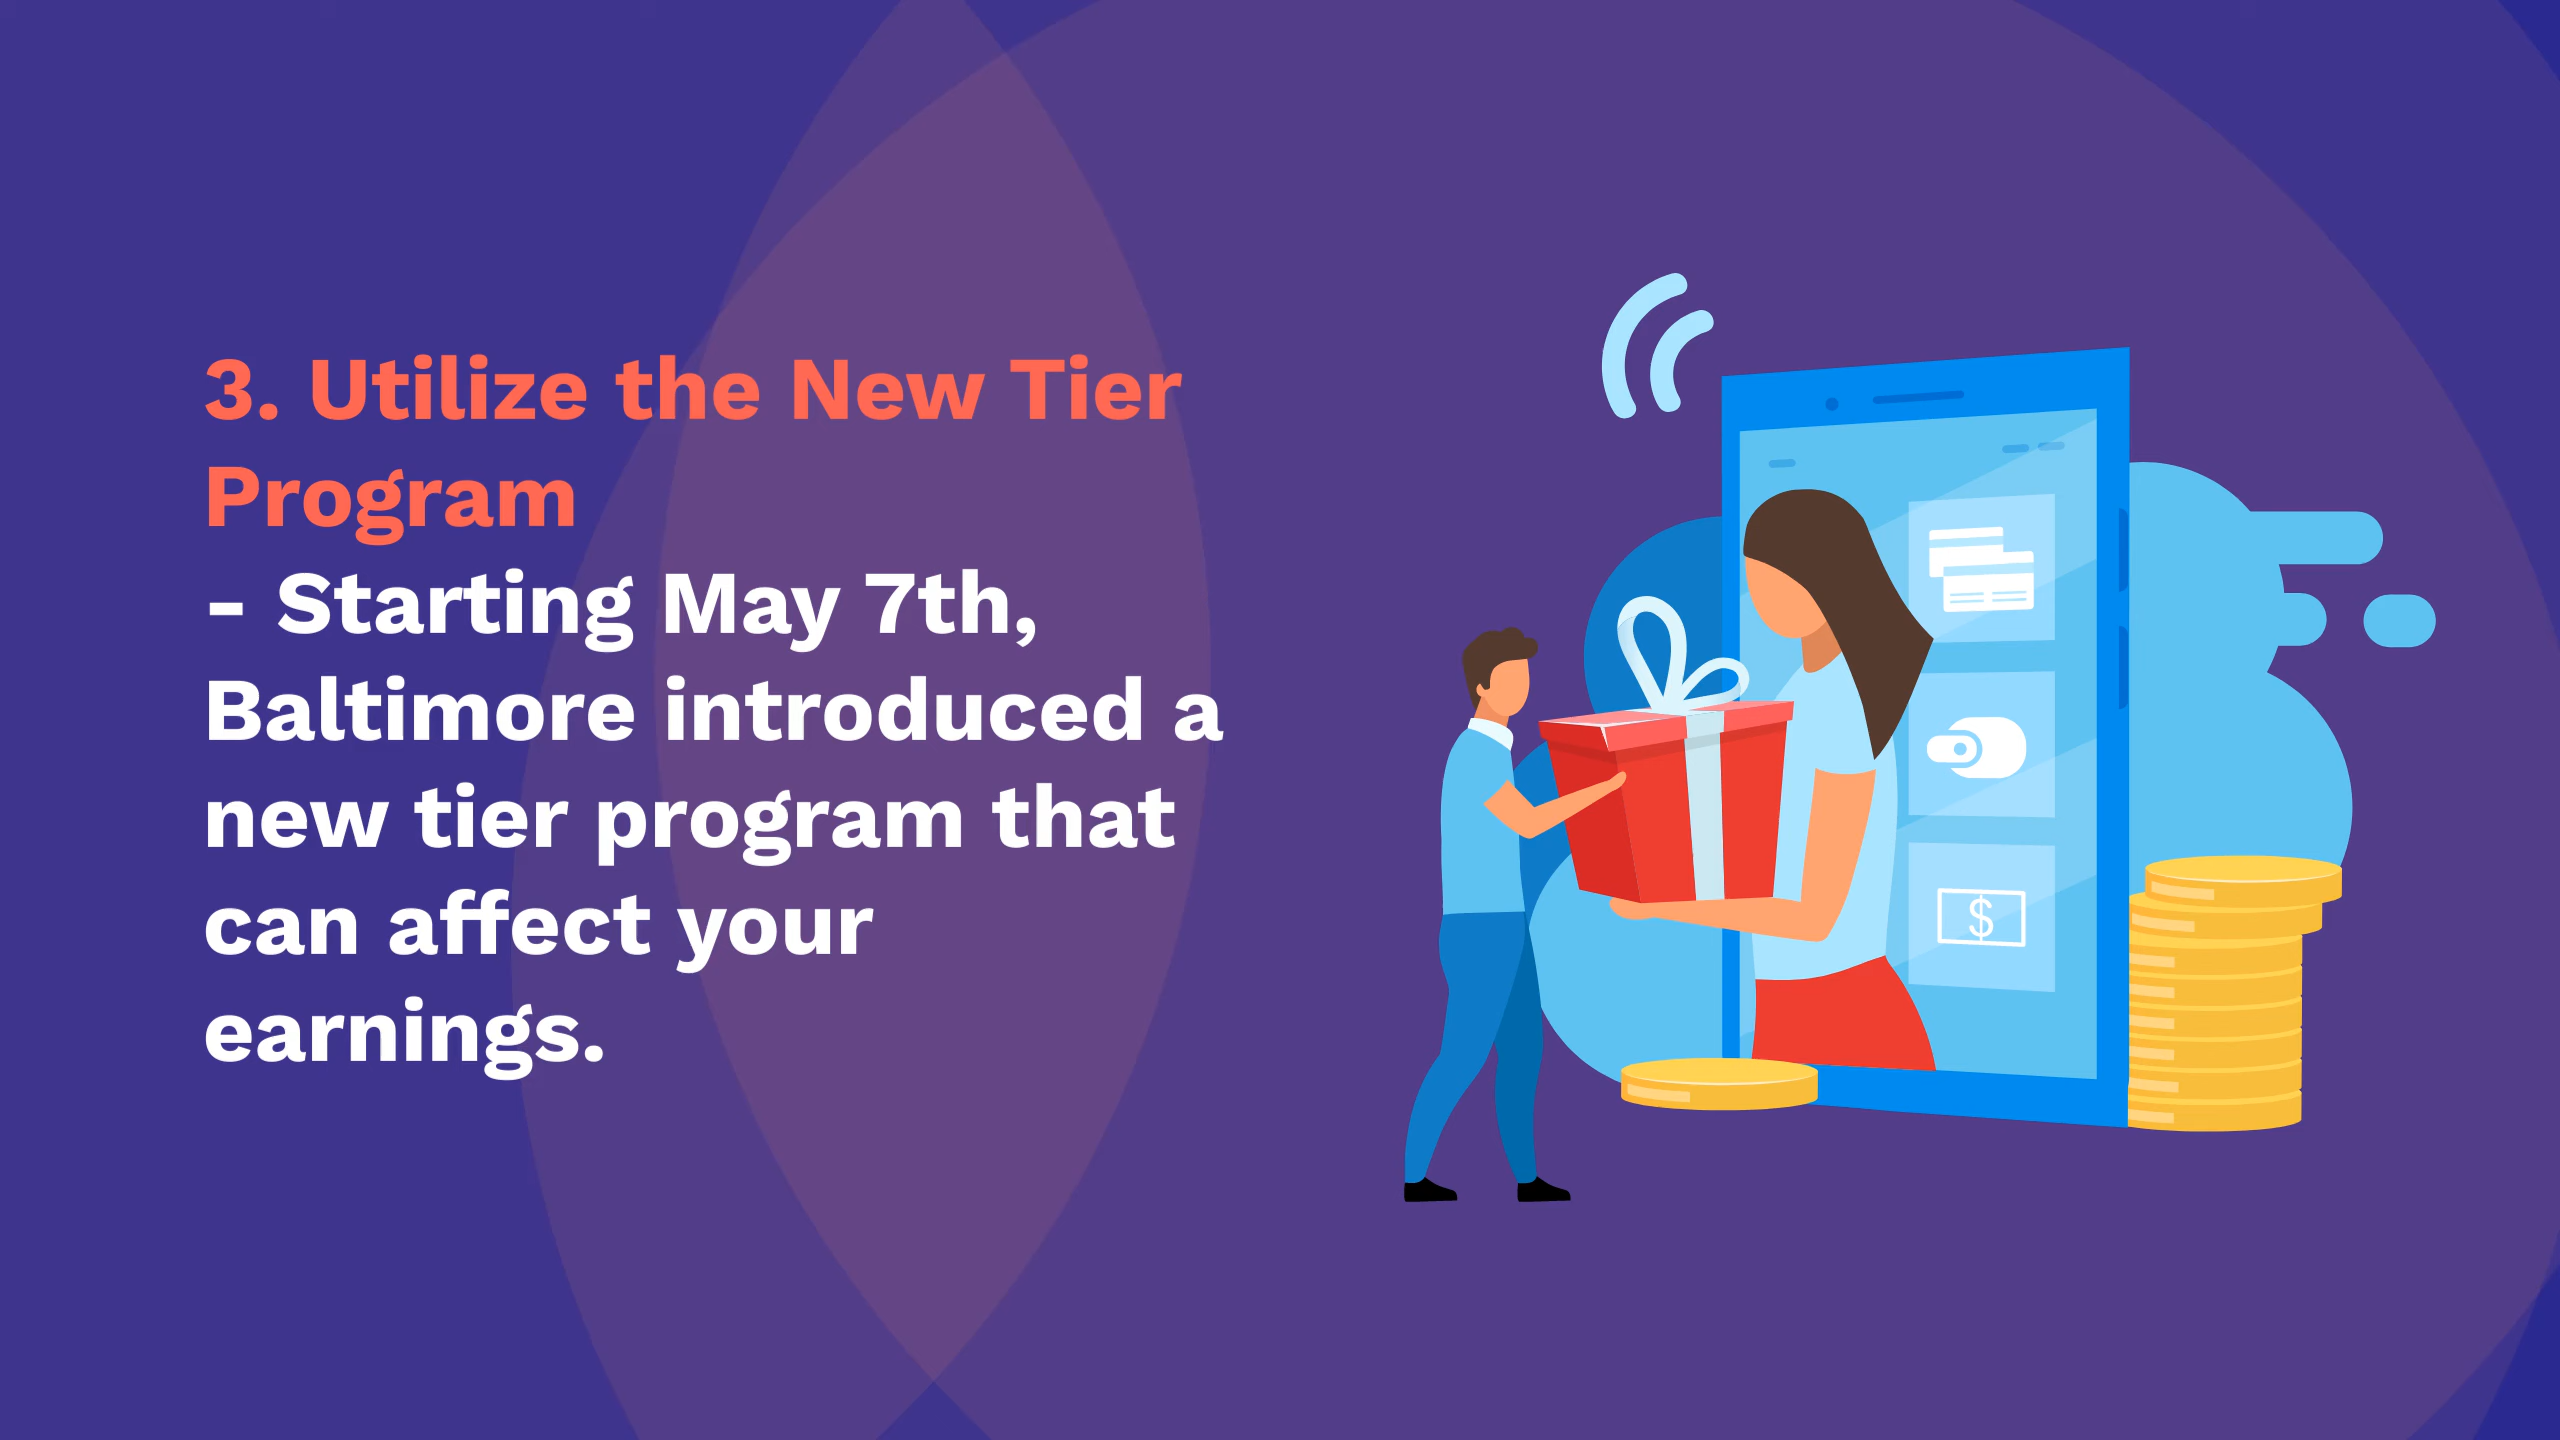 3. Utilize the New Tier
Program
- Starting May 7th,
Baltimore introduced a
new tier program that
can affect your
earnings.
$